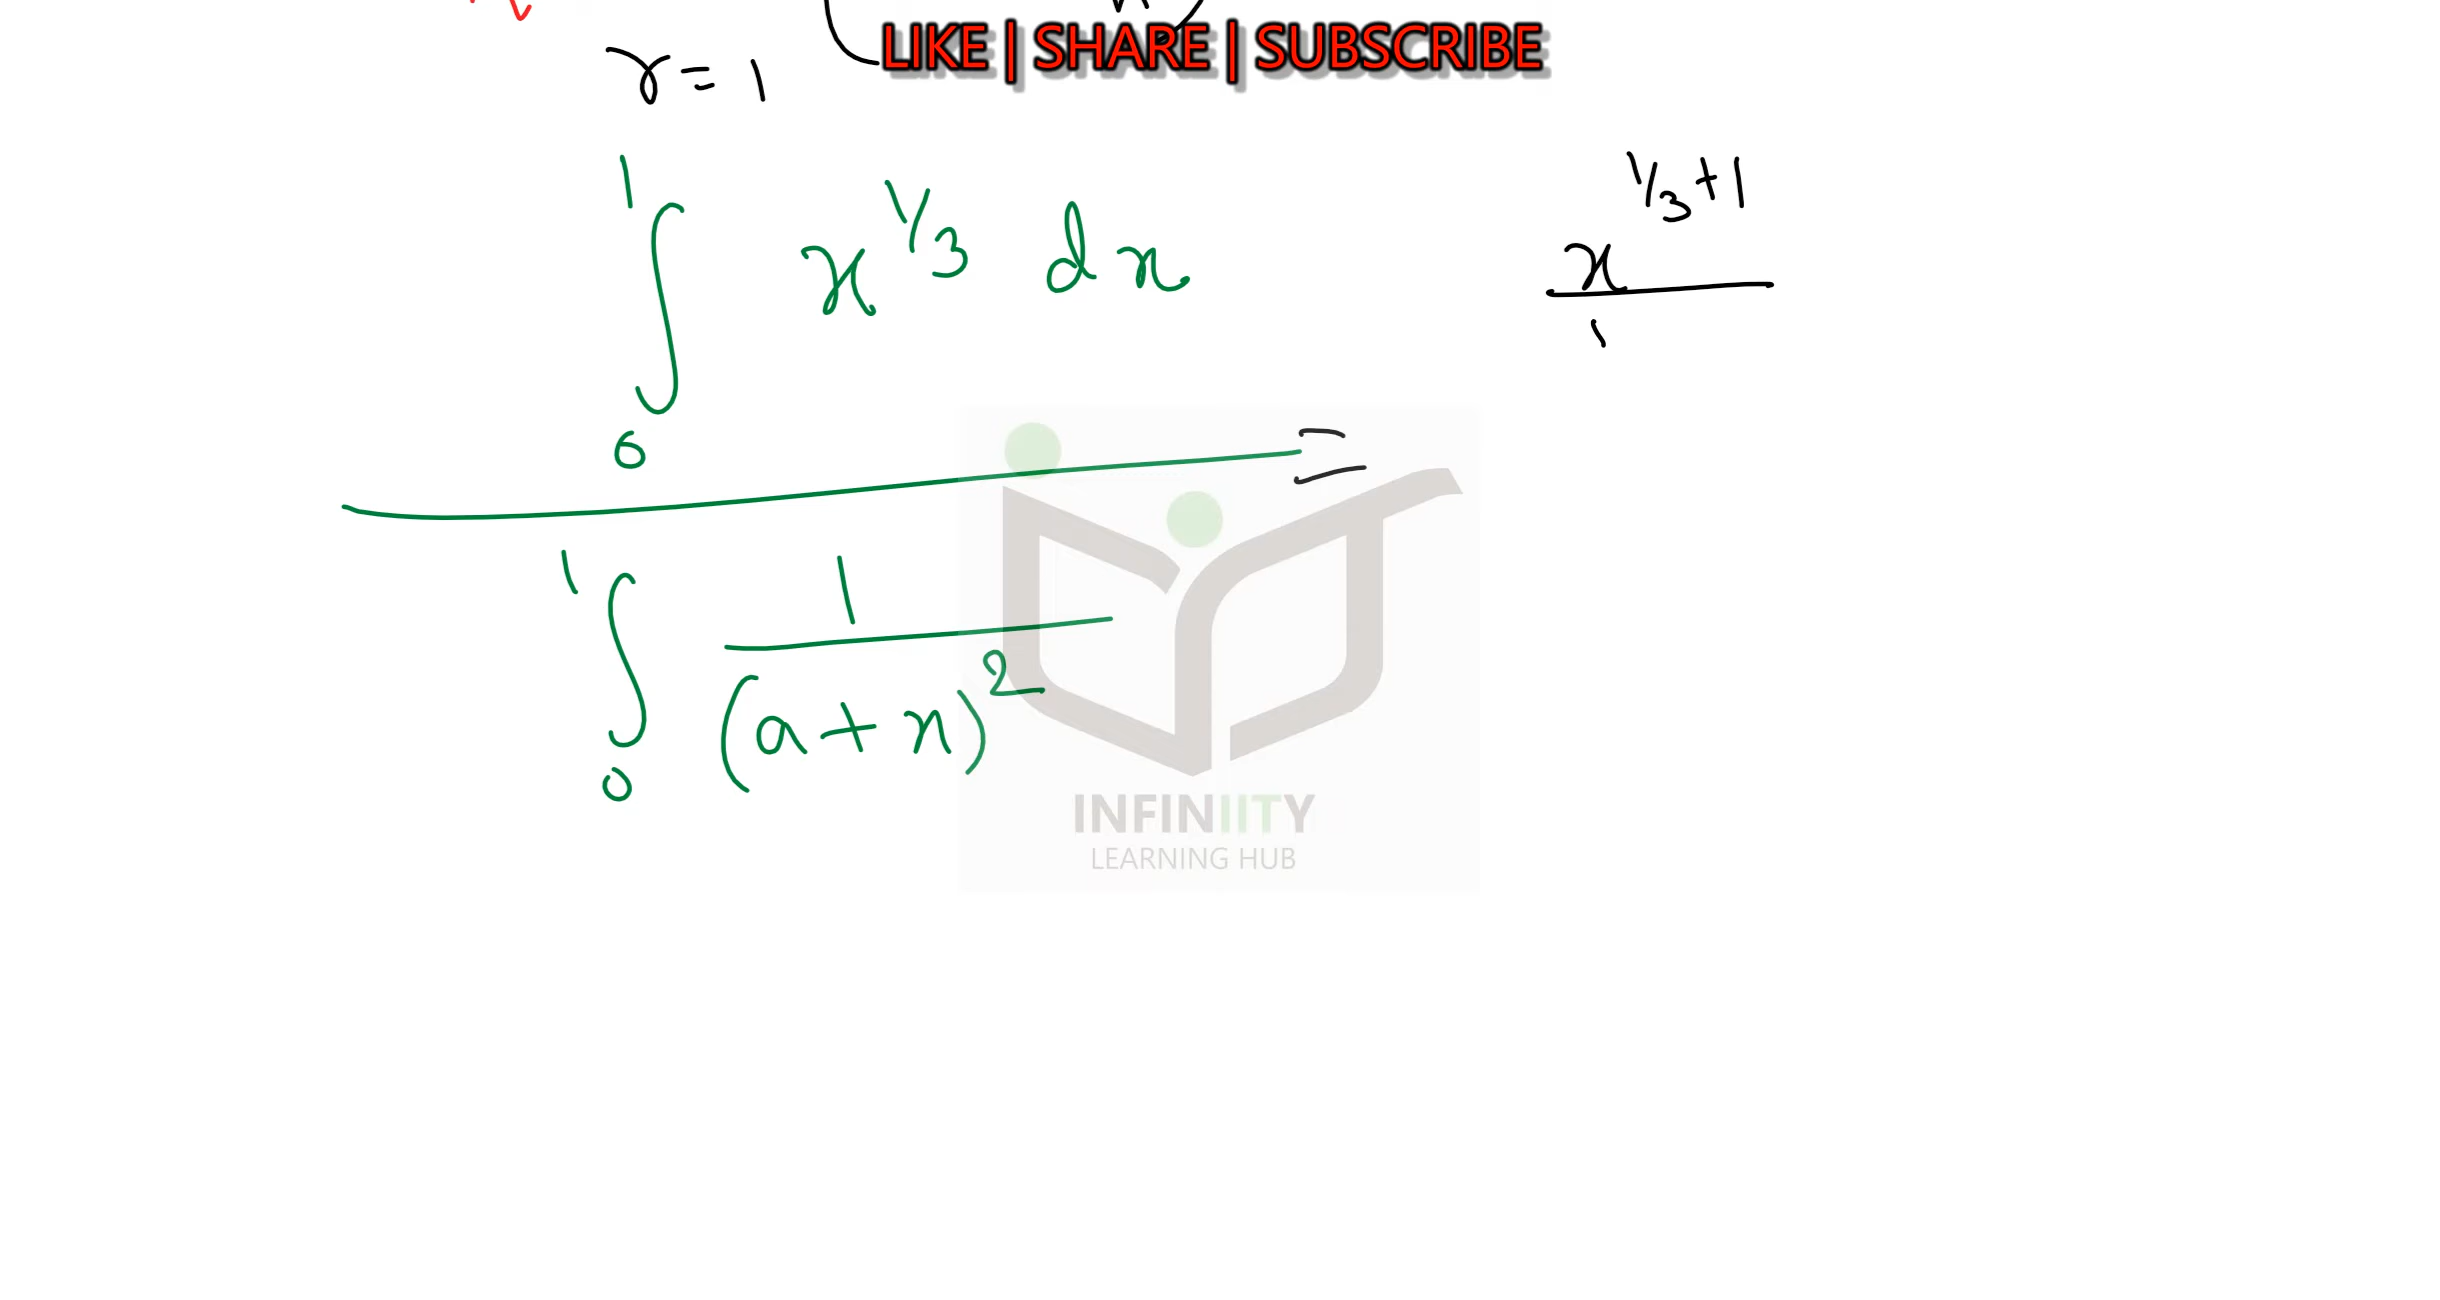 LIKE | SHARE | SUBSCRIBE
r = 1
1
∫ x^1/3 dx
0
x^1/3+1
=
1
∫ 1
(a+x)^2
0
INFINIITY
LEARNING HUB